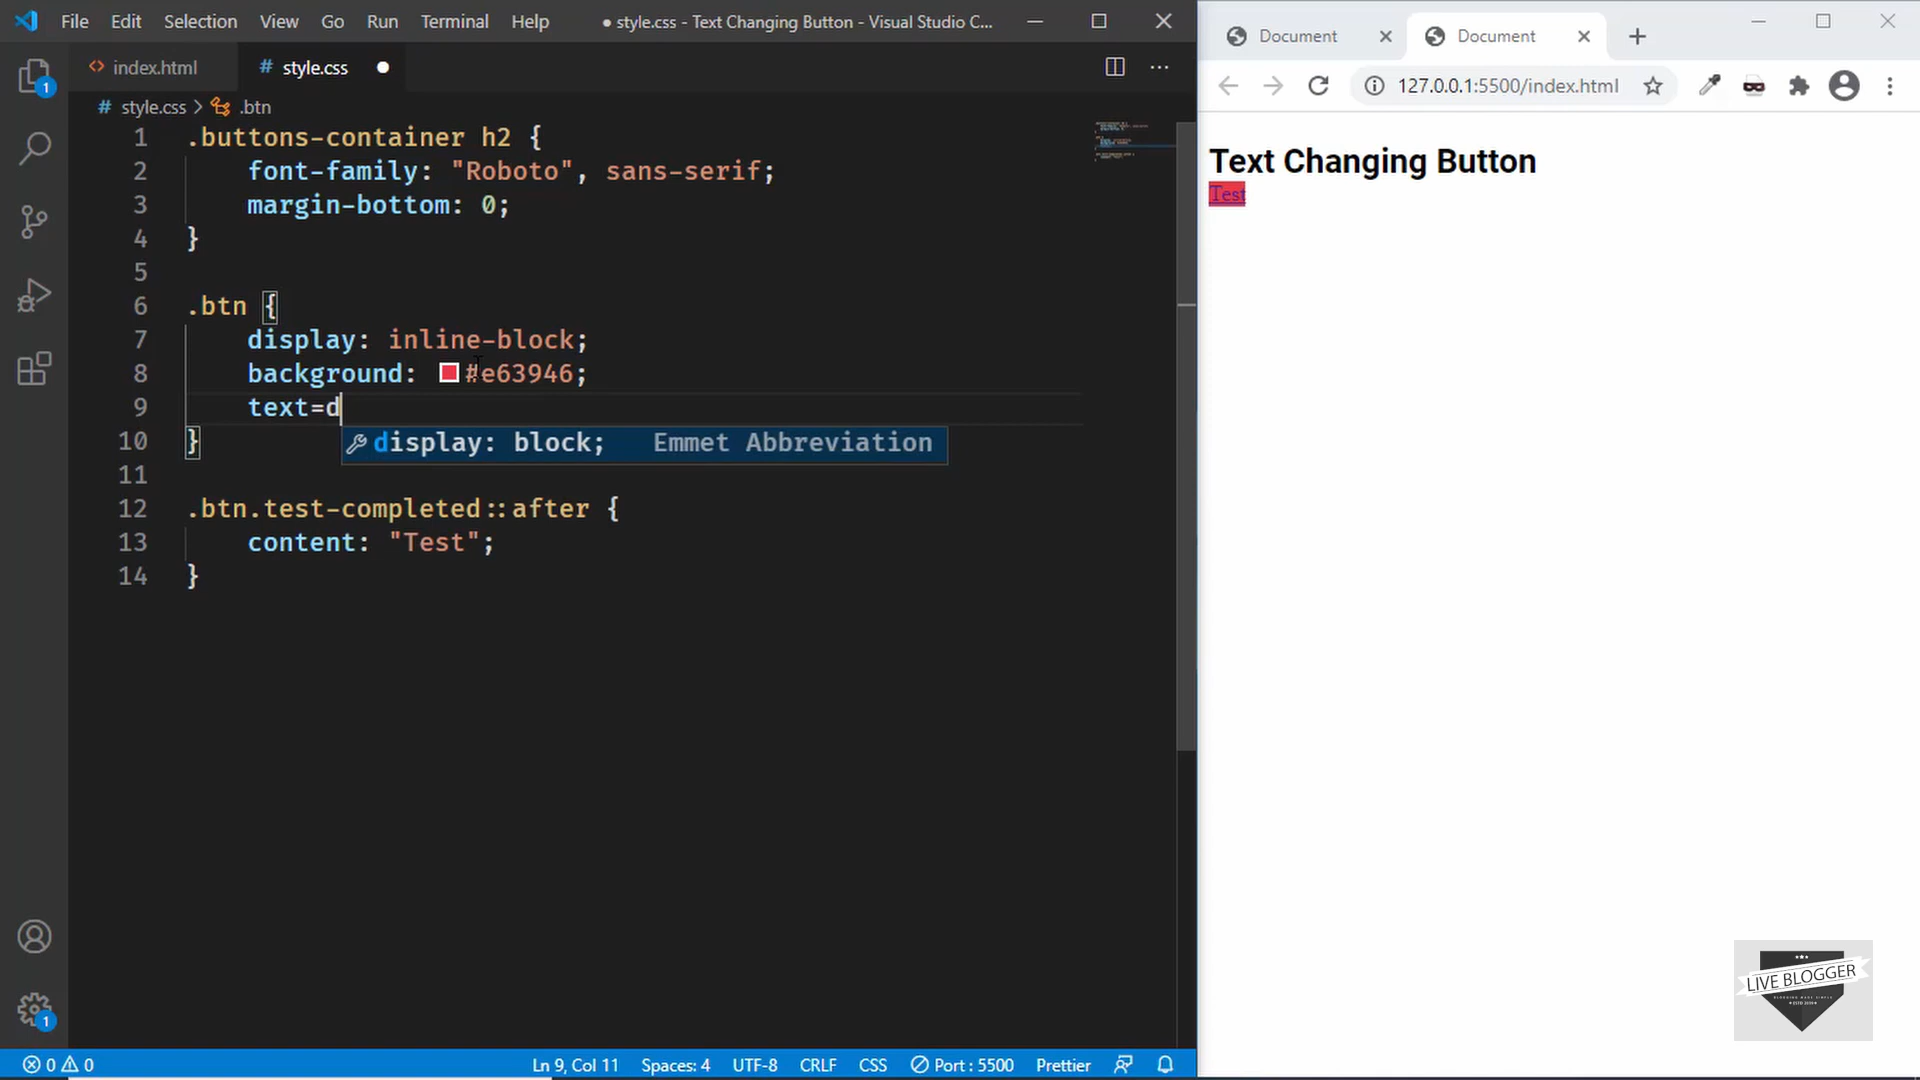 File Edit Selection View Go Run Terminal Help ● style.css - Text Changing Button - Visual Studio C...
index.html
# style.css ●
# style.css > .btn
1 .buttons-container h2 {
2 font-family: "Roboto", sans-serif;
3 margin-bottom: 0;
4 }
5
6 .btn {
7 display: inline-block;
8 background: #e63946;
9 text=d
display: block; Emmet Abbreviation
10 }
11
12 .btn.test-completed::after {
13 content: "Test";
14 }
1
1
0 0
Ln 9, Col 11 Spaces: 4 UTF-8 CRLF CSS Port : 5500 Prettier
Document Document
127.0.0.1:5500/index.html
Text Changing Button
Test
LIVE BLOGGER